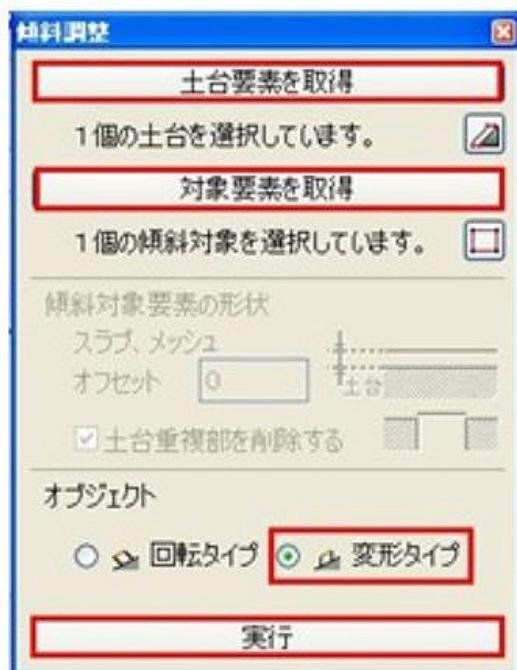 傾斜調整
土台要素を取得
1個の土台を選択しています。
対象要素を取得
1個の傾斜対象を選択しています。
傾斜対象要素の形状
スラブ、メッシュ
オフセット 0 土台
土台重複部を削除する
オブジェクト
回転タイプ 変形タイプ
実行